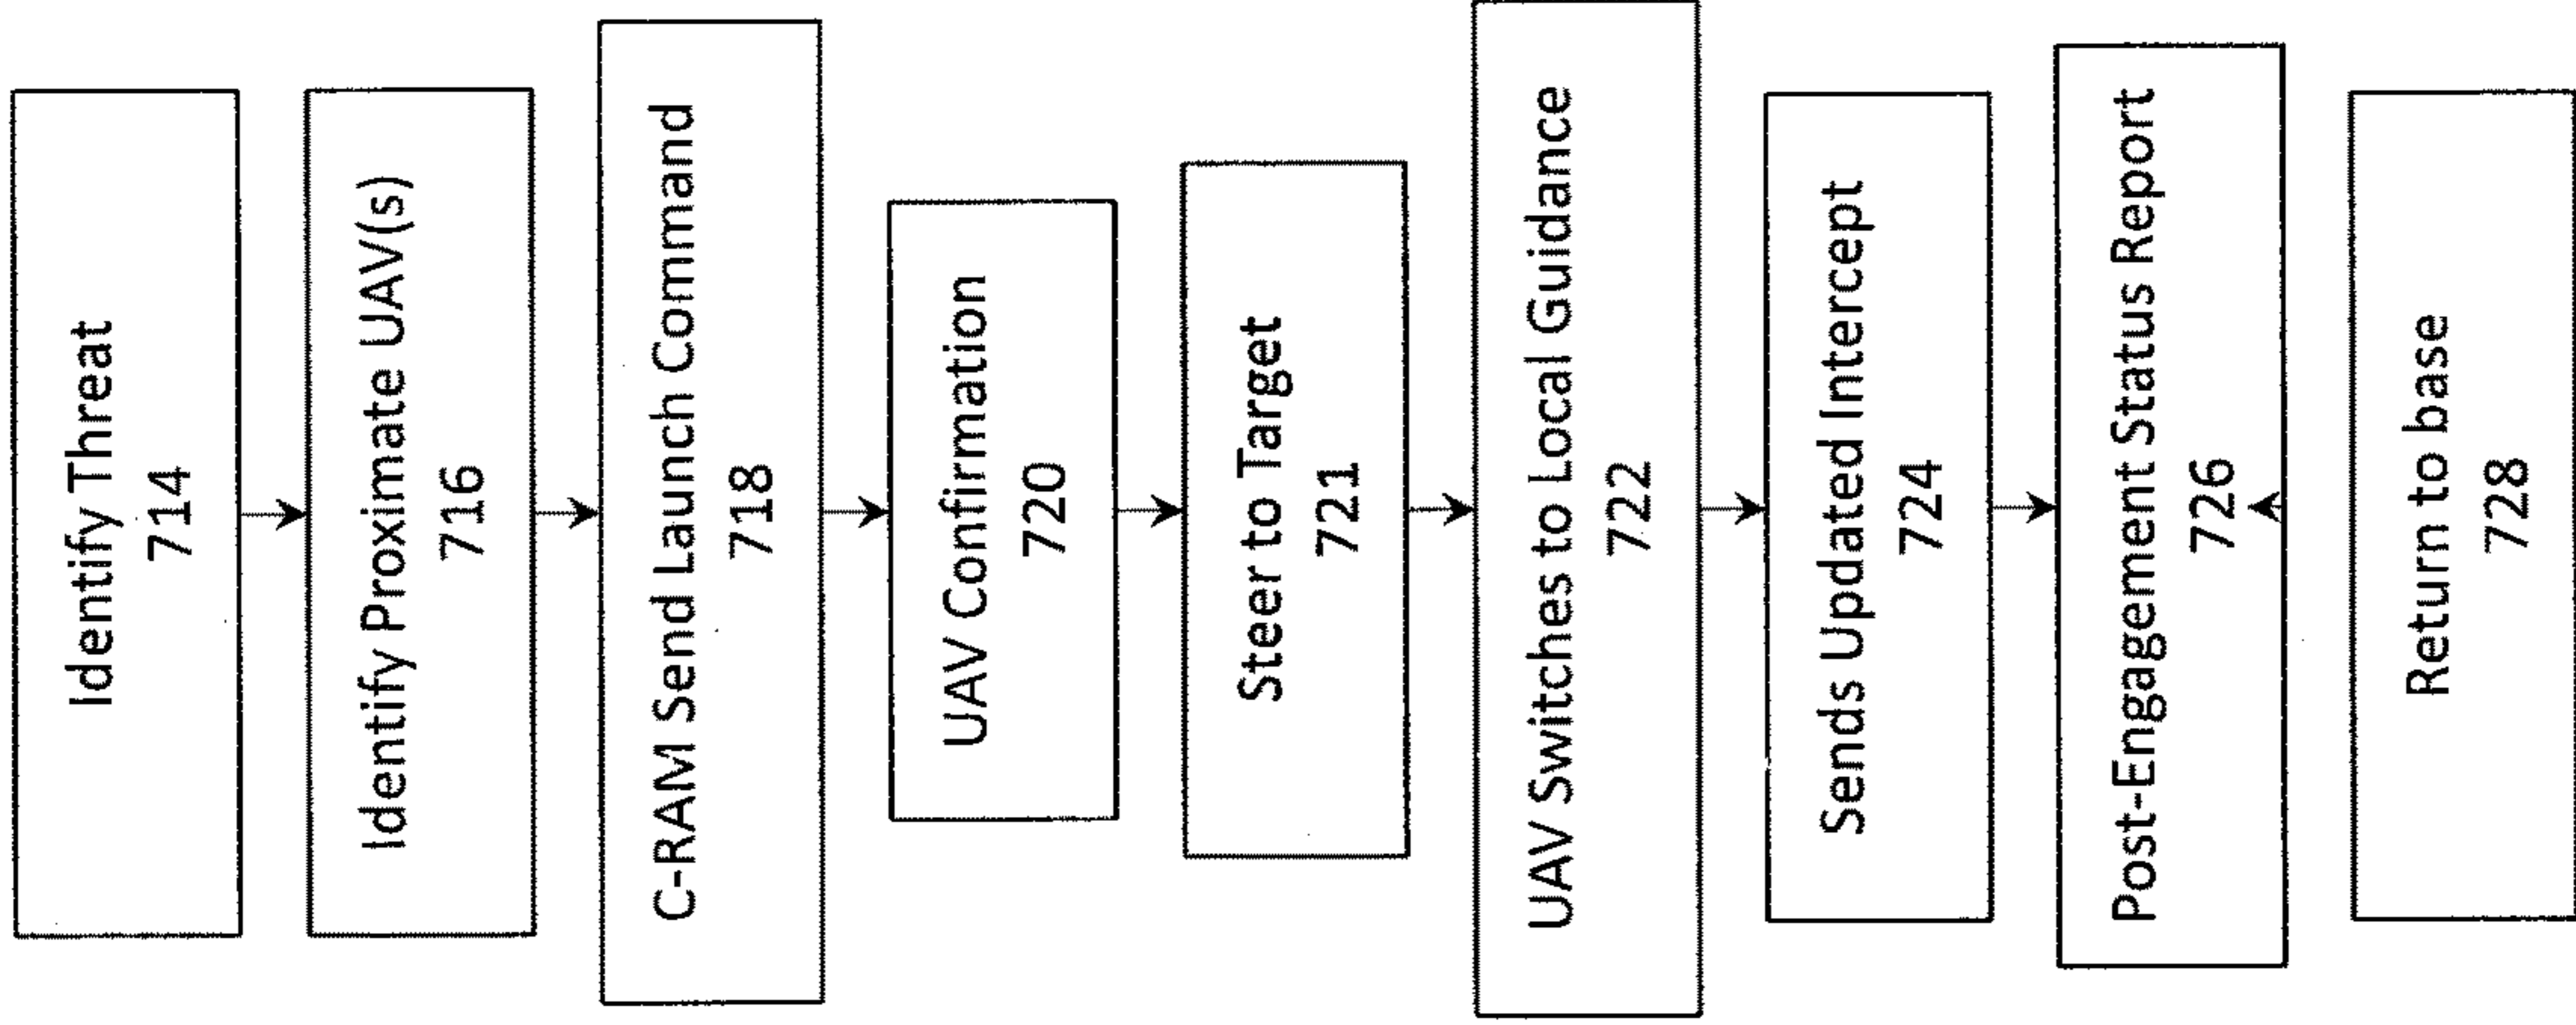 Identify Threat
714
Identify Proximate UAV(s)
716
C-RAM Send Launch Command
718
UAV Confirmation
720
Steer to Target
721
UAV Switches to Local Guidance
722
Sends Updated Intercept
724
Post-Engagement Status Report
726
Return to base
728